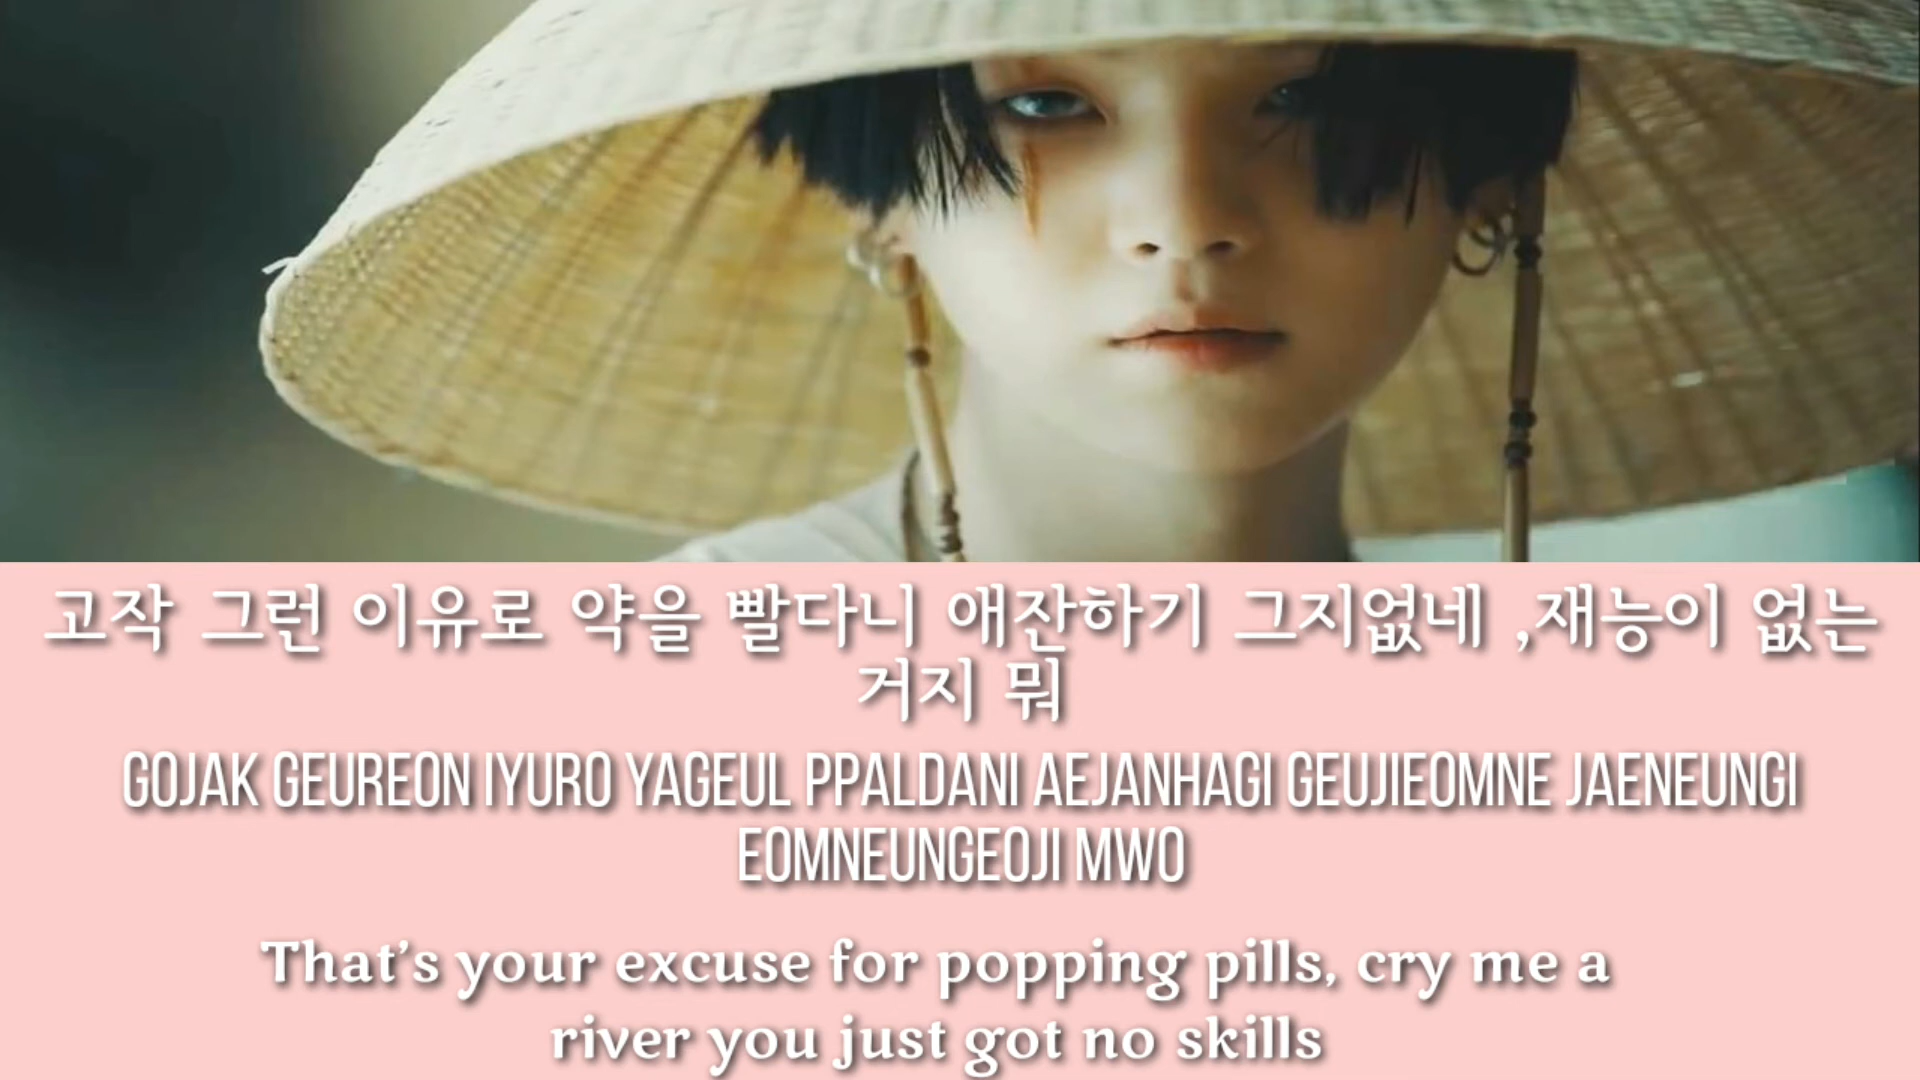 고작 그런 이유로 약을 빨다니 애잔하기 그지없네 ,재능이 없는
거지 뭐
GOJAK GEUREON IYURO YAGEUL PPALDANI AEJANHAGI GEUJIEOMNE JAENEUNGI
EOMNEUNGEOJI MWO
That's your excuse for popping pills, cry me a
river you just got no skills